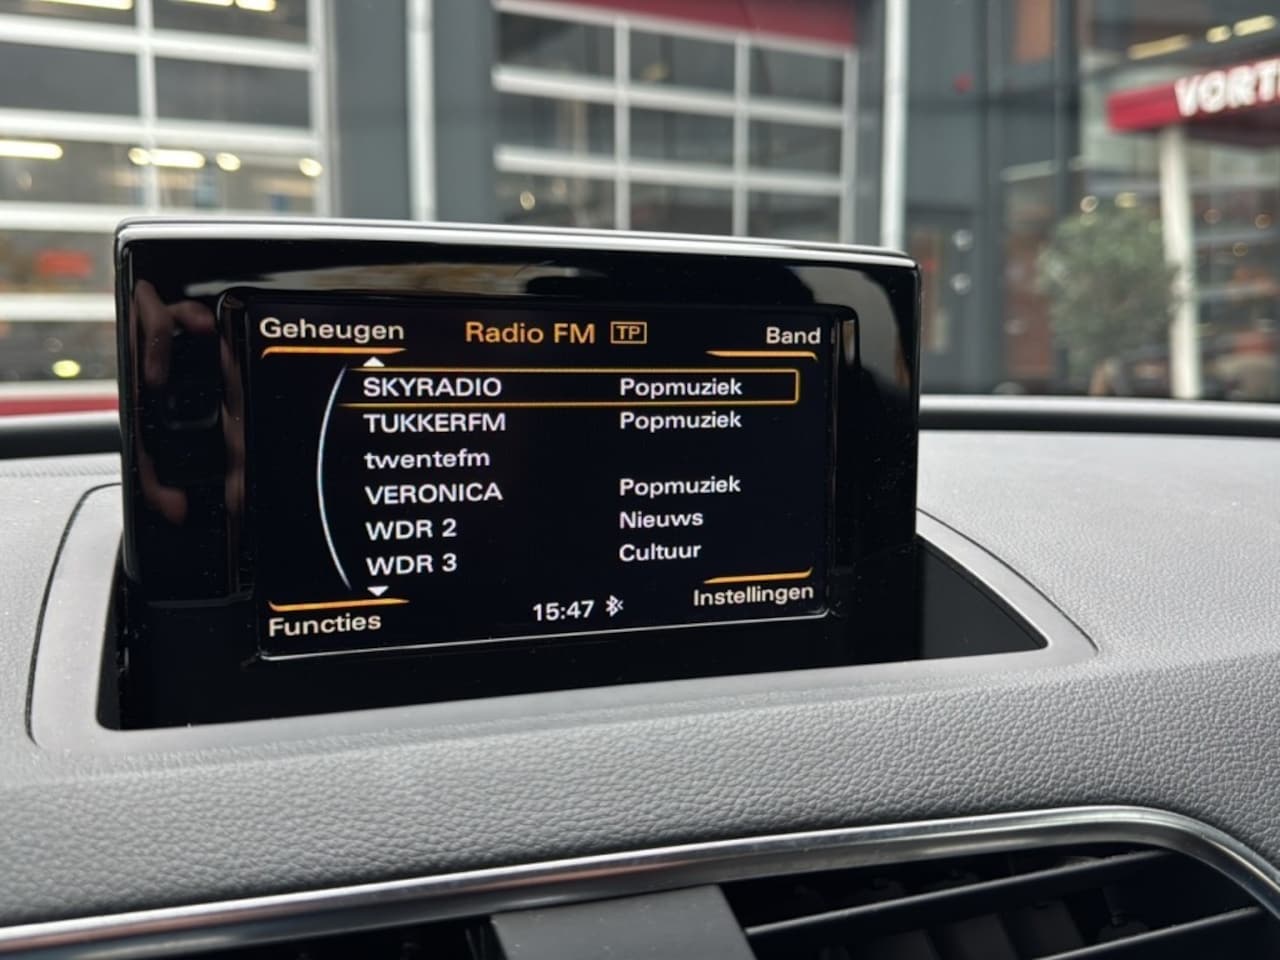 VORT
Geheugen Radio FM TP Band
SKYRADIO Popmuziek
TUKKERFM Popmuziek
twentefm
VERONICA Popmuziek
WDR 2 Nieuws
WDR 3 Cultuur
Functies 15:47 Instellingen